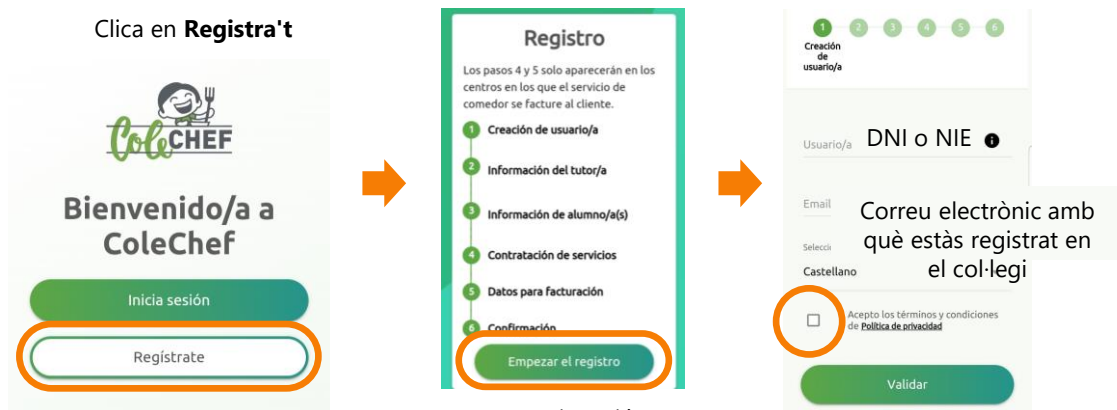 Clica en Registra't
ColeCHEF
Bienvenido/a a
ColeChef
Inicia sesión
Regístrate
Registro
Los pasos 4 y 5 solo aparecerán en los
centros en los que el servicio de
comedor se facture al cliente.
1 Creación de usuario/a
2 Información del tutor/a
3 Información de alumno/a(s)
4 Contratación de servicios
5 Datos para facturación
6 Confirmación
Empezar el registro
1 2 3 4 5 6
Creación
de
usuario/a
Usuario/a DNI o NIE
Email
Correu electrònic amb
què estàs registrat en
el col·legi
Castellano
Acepto los términos y condiciones
de Política de privacidad
Validar